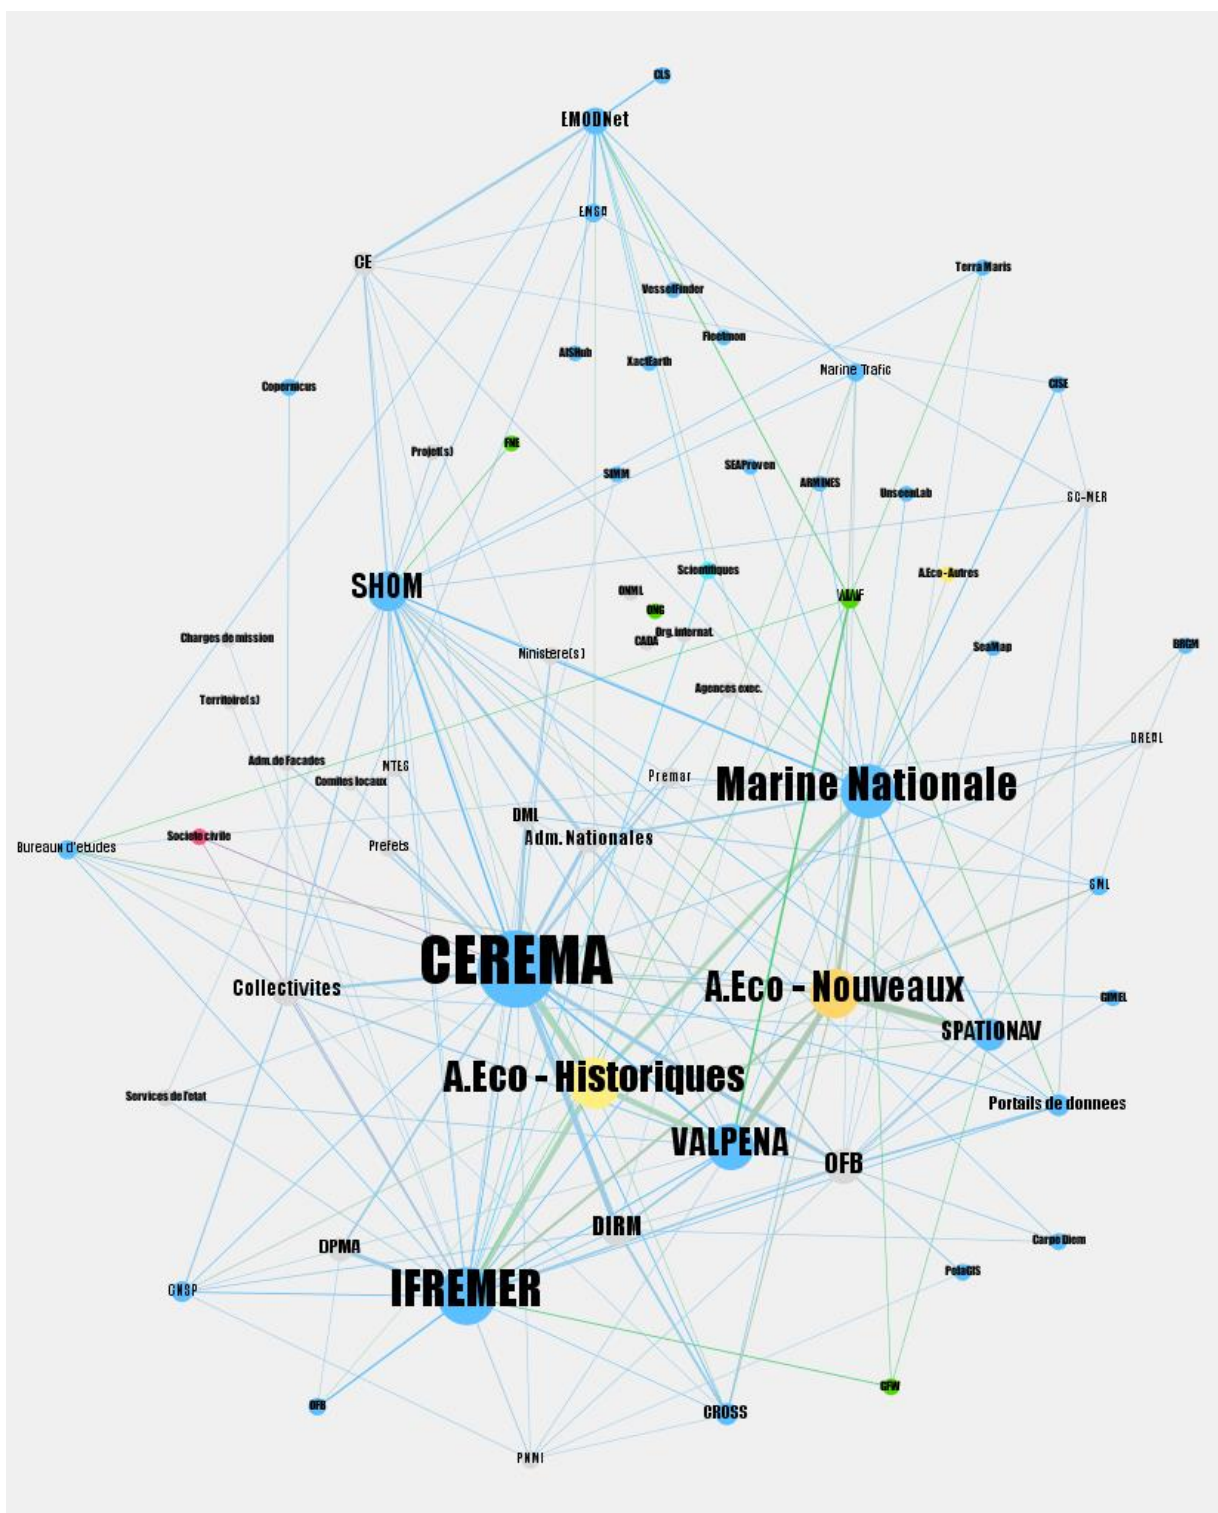 CLS
EMODNet
EMSA
CE
Terra Maris
VesselFinder
Fleetmon
AISHub
XactEarth
Marine Trafic
CISE
Copernicus
FNE
Projet(s)
SIMM
SEAProven
ARMINES
UnseenLab
SG-MER
Scientifiques
A.Eco-Autres
SHOM
ONML
WWF
ONG
Org. internat.
CADA
Charges de mission
Ministere(s)
SeaMap
BRGM
Agences exec.
Territoire(s)
DREAL
Adm. de Facades
MTES
Comites locaux
Premar
Marine Nationale
DML
Adm. Nationales
Societe civile
Bureaux d'etudes
Prefets
CEREMA
A.Eco - Nouveaux
Collectivites
GIMEL
SPATIONAV
A.Eco - Historiques
Services de l'etat
Portails de donnees
VALPENA
OFB
DIRM
DPMA
Carpe Diem
PelaGIS
IFREMER
CNSP
GFW
OFB
CROSS
PNMI